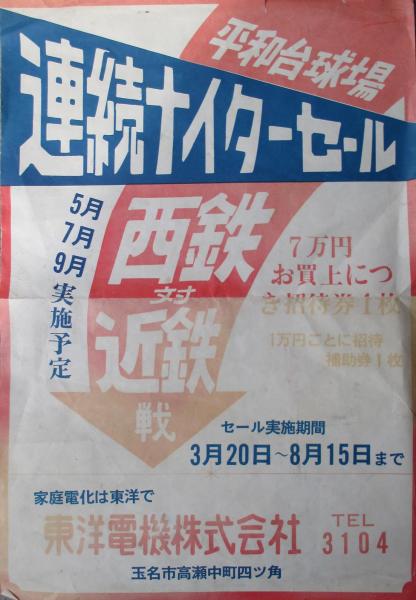 平和台球場
連続ナイターセール
5月
7月
9月
実施予定
西鉄
対
近鉄
戦
7万円
お買上につ
き招待券1枚
1万円ごとに招待
補助券1枚
セール実施期間
3月20日~8月15日まで
家庭電化は東洋で
東洋電機株式会社
TEL
3104
玉名市高瀬中町四ツ角